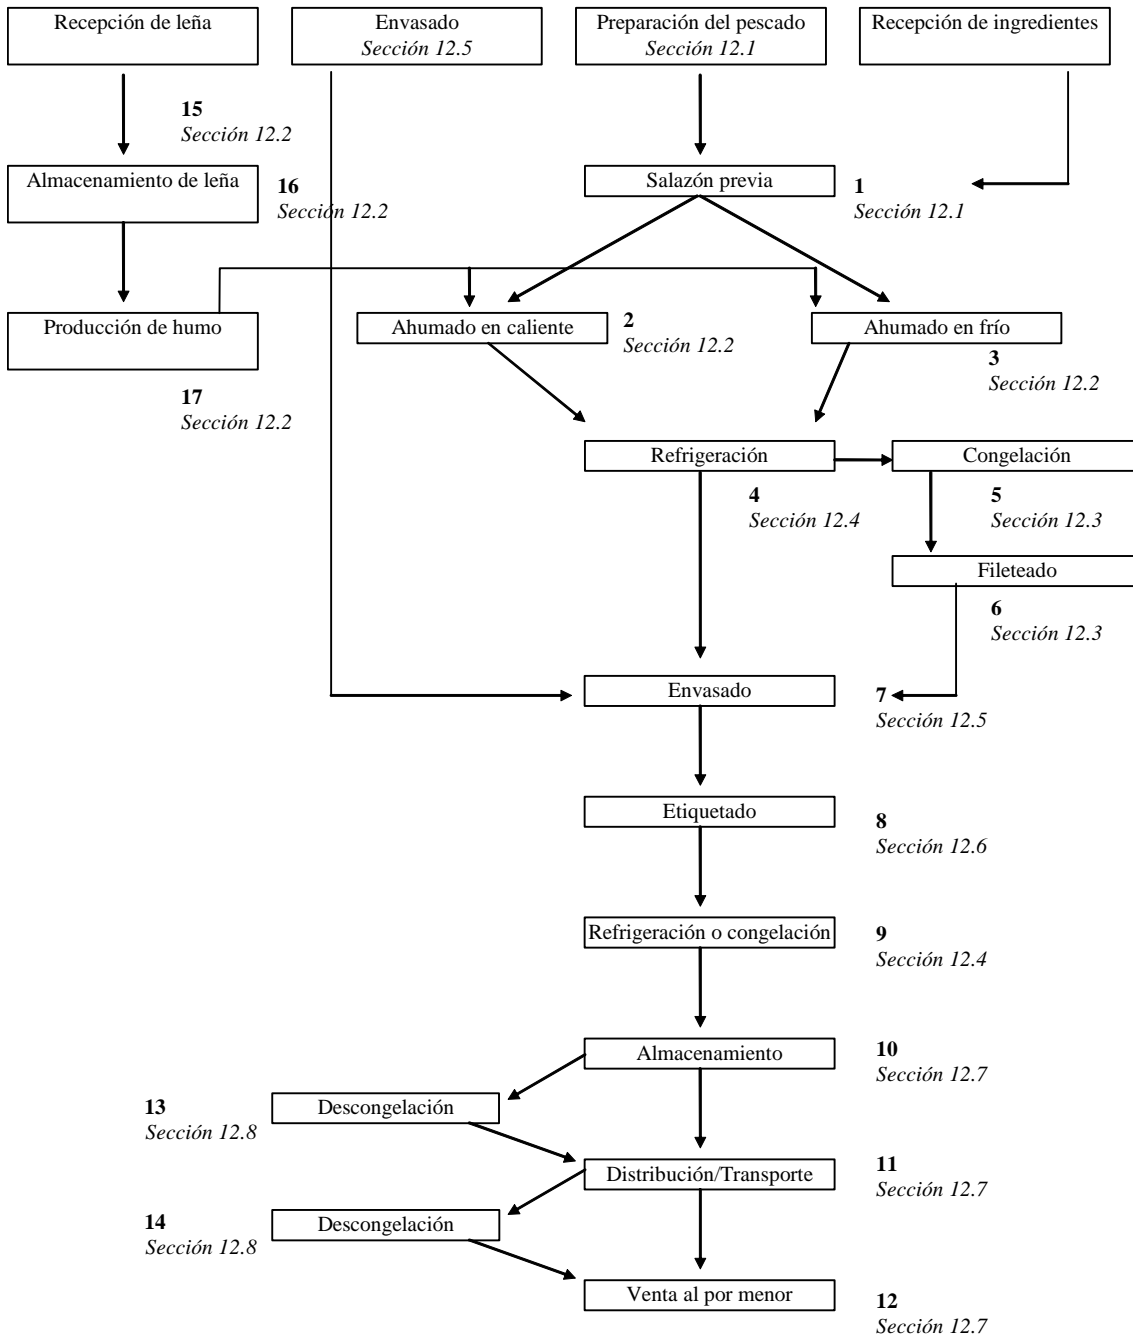 Recepción de leña
Envasado
Sección 12.5
Preparación del pescado
Sección 12.1
Recepción de ingredientes
15
Sección 12.2
Almacenamiento de leña
16
Sección 12.2
Salazón previa
1
Sección 12.1
Producción de humo
17
Sección 12.2
Ahumado en caliente
2
Sección 12.2
Ahumado en frío
3
Sección 12.2
Refrigeración
4
Sección 12.4
Congelación
5
Sección 12.3
Fileteado
6
Sección 12.3
Envasado
7
Sección 12.5
Etiquetado
8
Sección 12.6
Refrigeración o congelación
9
Sección 12.4
Almacenamiento
10
Sección 12.7
13
Sección 12.8
Descongelación
Distribución/Transporte
11
Sección 12.7
14
Sección 12.8
Descongelación
Venta al por menor
12
Sección 12.7